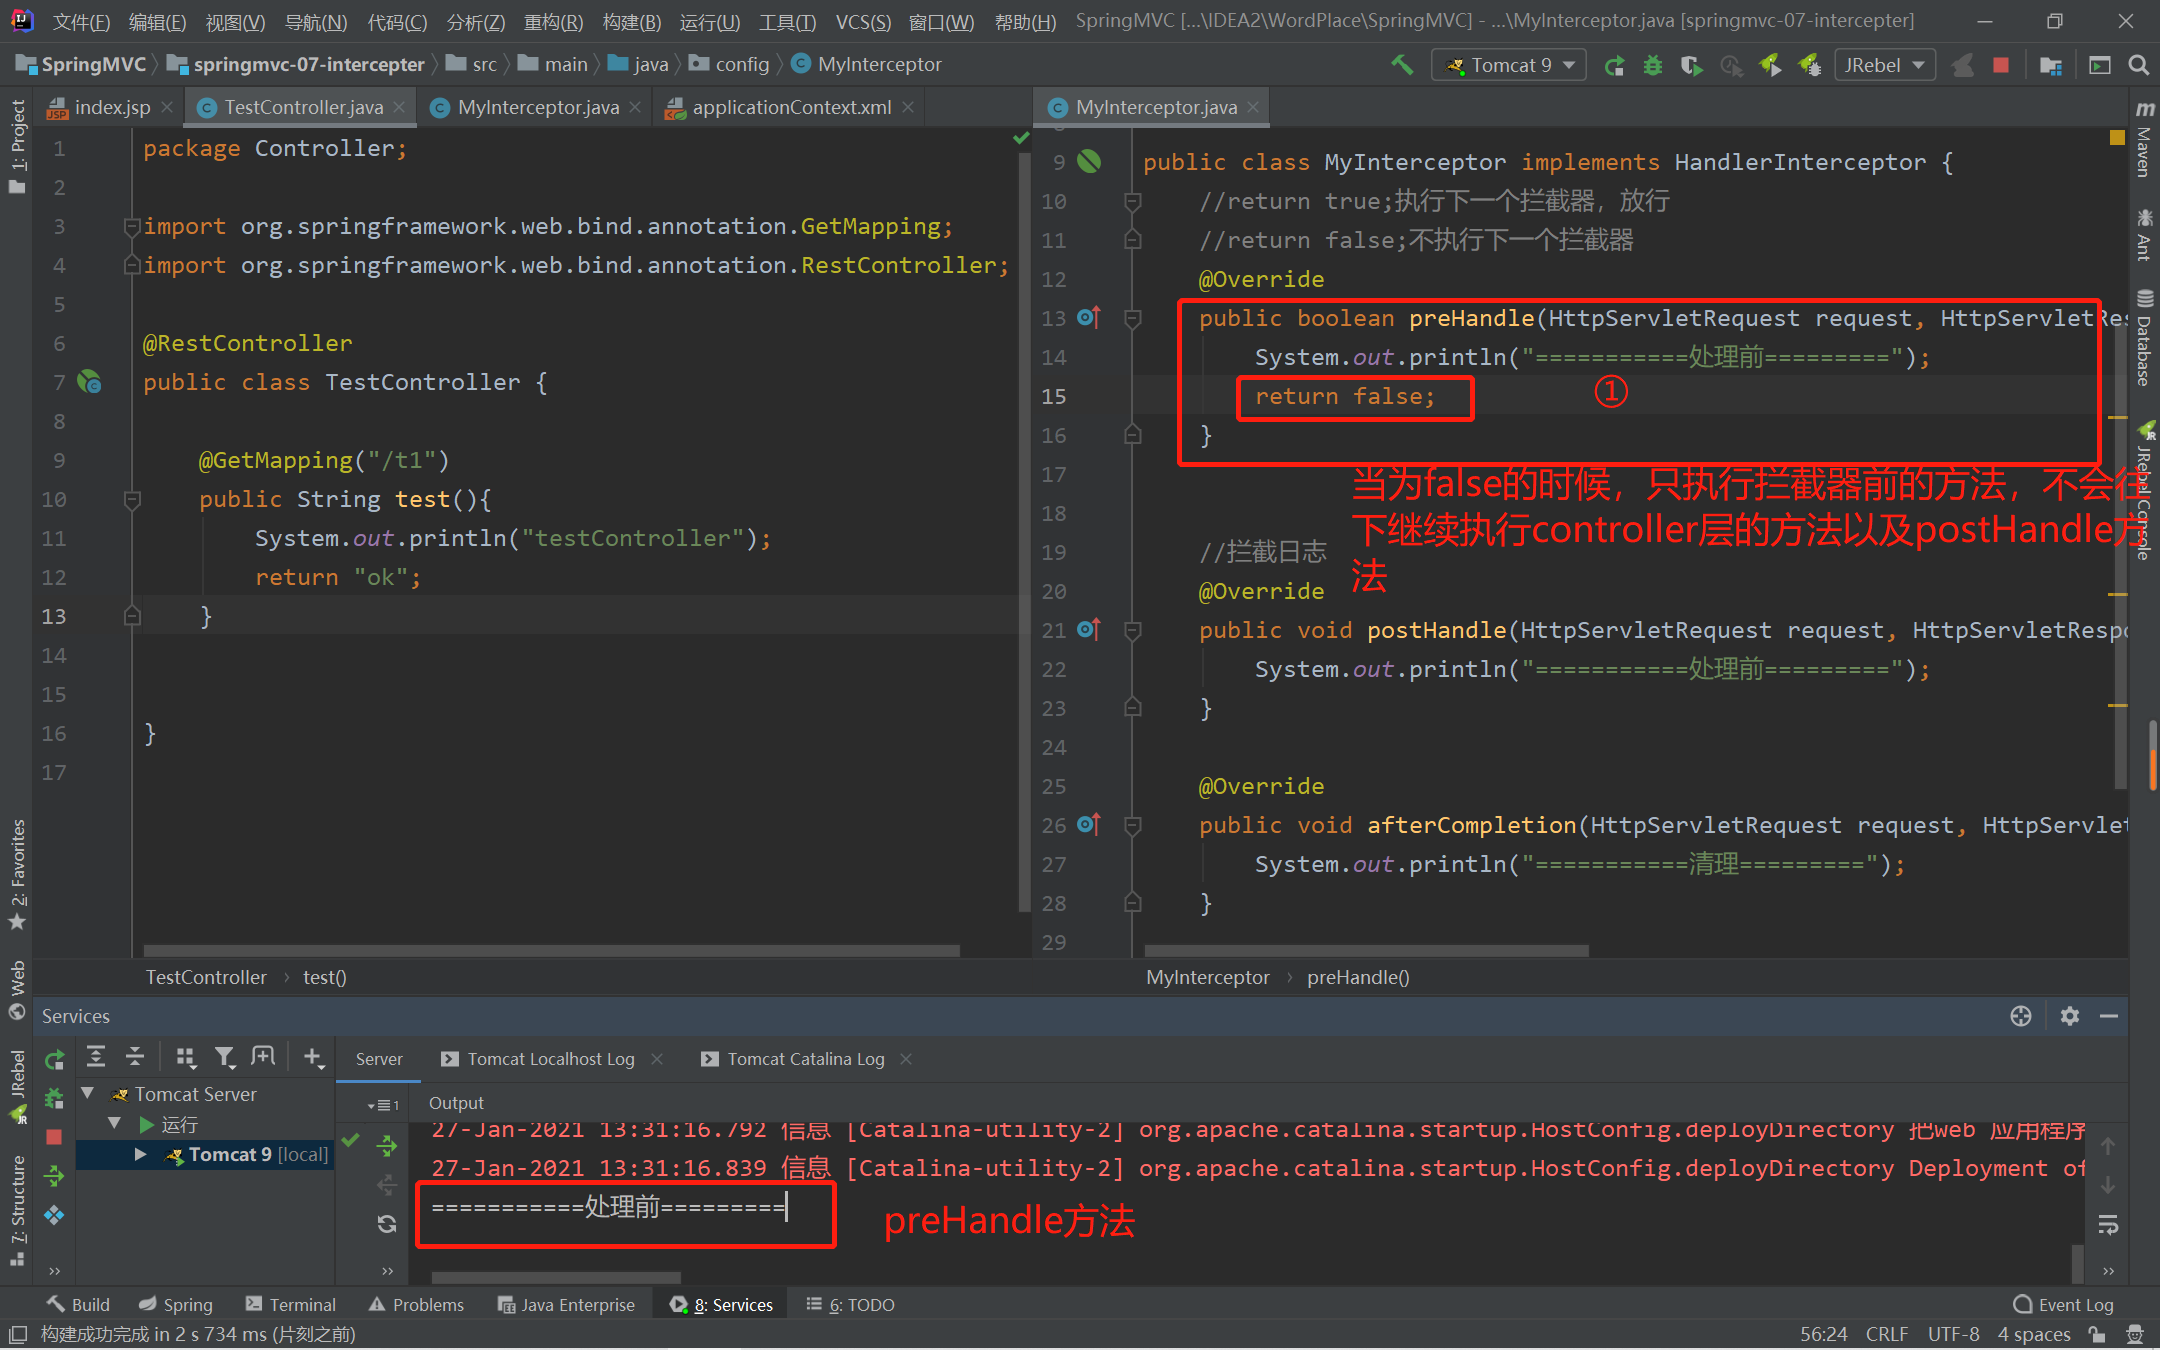 文件(F) 编辑(E) 视图(V) 导航(N) 代码(C) 分析(Z) 重构(R) 构建(B) 运行(U) 工具(T) VCS(S) 窗口(W) 帮助(H) SpringMVC [...\IDEA2\WordPlace\SpringMVC] - ...\MyInterceptor.java [springmvc-07-intercepter]
SpringMVC springmvc-07-intercepter src main java config MyInterceptor Tomcat 9 JRebel
index.jsp TestController.java MyInterceptor.java applicationContext.xml MyInterceptor.java
1: Project
2: Favorites
Web
JRebel
7: Structure
1 package Controller;
2
3 import org.springframework.web.bind.annotation.GetMapping;
4 import org.springframework.web.bind.annotation.RestController;
5
6 @RestController
7 public class TestController {
8
9 @GetMapping("/t1")
10 public String test(){
11 System.out.println("testController");
12 return "ok";
13 }
14
15
16 }
17
TestController › test()
9 public class MyInterceptor implements HandlerInterceptor {
10 //return true;执行下一个拦截器，放行
11 //return false;不执行下一个拦截器
12 @Override
13 public boolean preHandle(HttpServletRequest request, HttpServletRes
14 System.out.println("===========处理前=========");
15 return false; ①
16 }
17
当为false的时候，只执行拦截器前的方法，不会往
18
下继续执行controller层的方法以及postHandle方
19 //拦截日志
法
20 @Override
21 public void postHandle(HttpServletRequest request, HttpServletRespo
22 System.out.println("===========处理前=========");
23 }
24
25 @Override
26 public void afterCompletion(HttpServletRequest request, HttpServlet
27 System.out.println("===========清理=========");
28 }
29
MyInterceptor › preHandle()
Maven
Ant
Database
JRebel Console
Services
Server Tomcat Localhost Log Tomcat Catalina Log
Tomcat Server
运行
Tomcat 9 [local]
1 Output
27-Jan-2021 13:31:16.792 信息 [Catalina-utility-2] org.apache.catalina.startup.HostConfig.deployDirectory 把web 应用程序
27-Jan-2021 13:31:16.839 信息 [Catalina-utility-2] org.apache.catalina.startup.HostConfig.deployDirectory Deployment of
===========处理前=========
preHandle方法
Build Spring Terminal Problems Java Enterprise 8: Services 6: TODO Event Log
构建成功完成 in 2 s 734 ms (片刻之前) 56:24 CRLF UTF-8 4 spaces